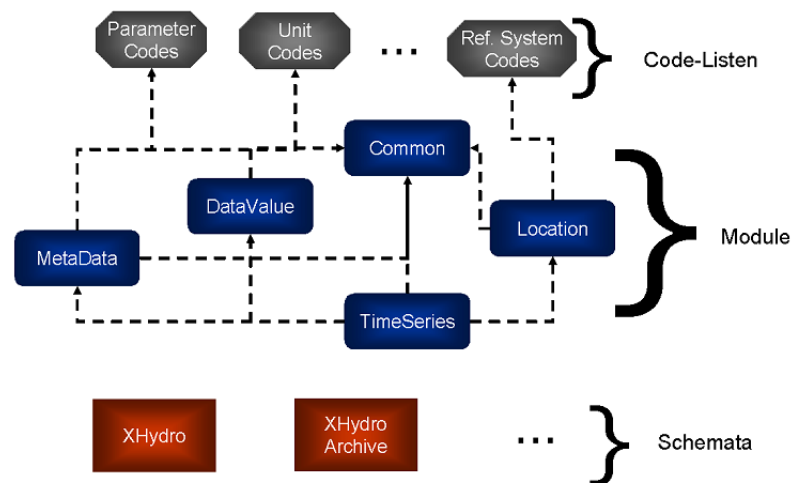 Parameter
Codes
Unit
Codes
...
Ref. System
Codes
Code-Listen
Common
DataValue
Location
MetaData
TimeSeries
Module
XHydro
XHydro
Archive
...
Schemata